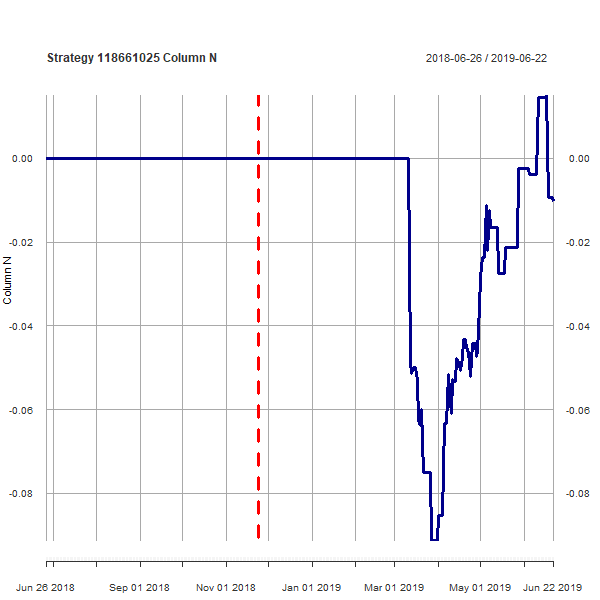 Strategy 118661025 Column N
2018-06-26 / 2019-06-22
0.00 0.00
-0.02 -0.02
Column N
-0.04 -0.04
-0.06 -0.06
-0.08 -0.08
Jun 26 2018 Sep 01 2018 Nov 01 2018 Jan 01 2019 Mar 01 2019 May 01 2019 Jun 22 2019